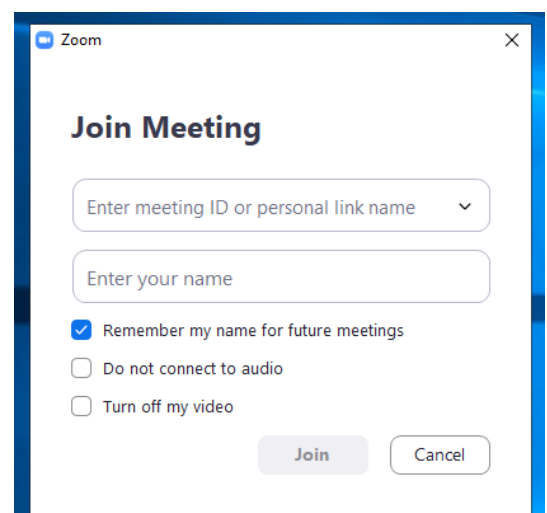 Zoom
Join Meeting
Enter meeting ID or personal link name
Enter your name
Remember my name for future meetings
Do not connect to audio
Turn off my video
Join Cancel